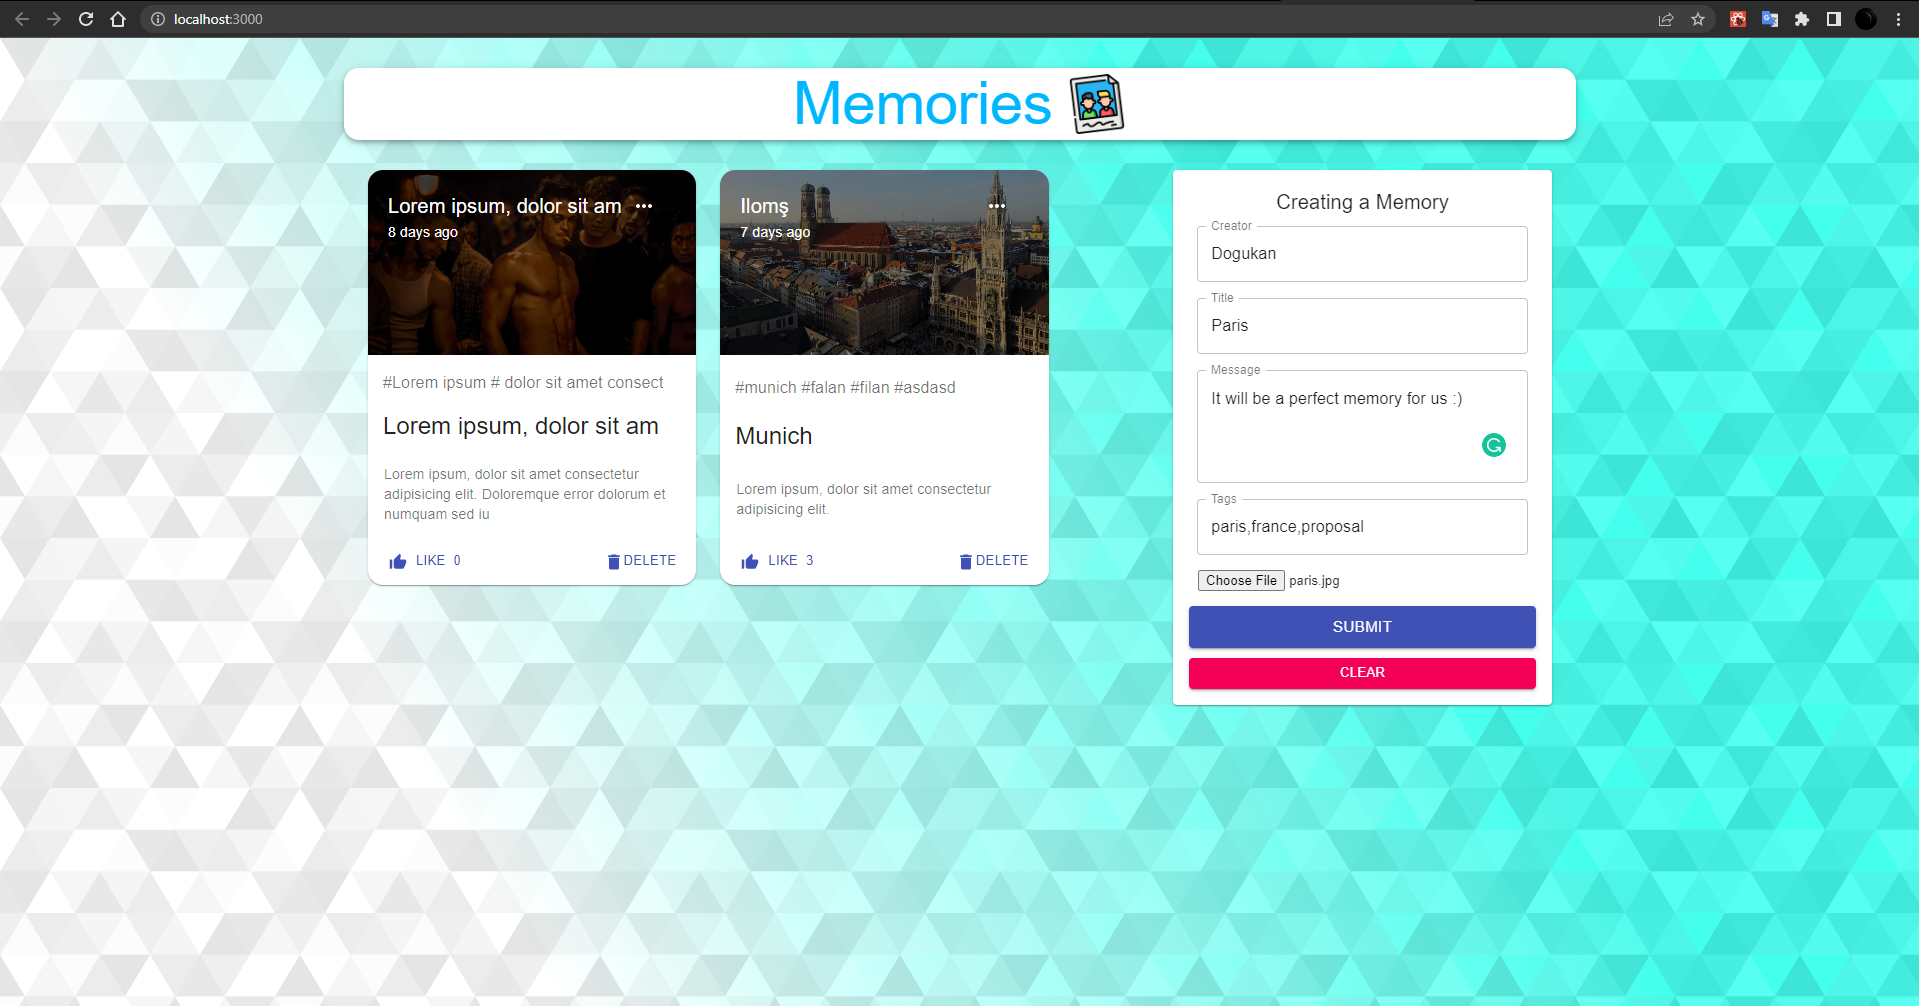 localhost:3000
Memories
Lorem ipsum, dolor sit am
8 days ago
#Lorem ipsum # dolor sit amet consect
Lorem ipsum, dolor sit am
Lorem ipsum, dolor sit amet consectetur
adipisicing elit. Doloremque error dolorum et
numquam sed iu
LIKE 0
DELETE
Ilomş
7 days ago
#munich #falan #filan #asdasd
Munich
Lorem ipsum, dolor sit amet consectetur
adipisicing elit.
LIKE 3
DELETE
Creating a Memory
Creator
Dogukan
Title
Paris
Message
It will be a perfect memory for us :)
Tags
paris,france,proposal
Choose File paris.jpg
SUBMIT
CLEAR